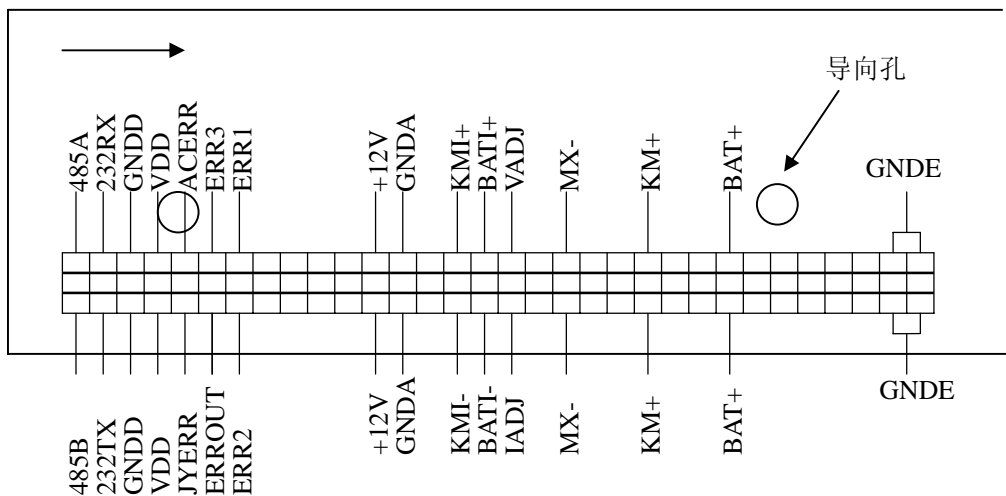 导向孔
485A
232RX
GNDD
VDD
ACERR
ERR3
ERR1
+12V
GNDA
KMI+
BATI+
VADJ
MX-
KM+
BAT+
GNDE
485B
232TX
GNDD
VDD
JYERR
ERROUT
ERR2
+12V
GNDA
KMI-
BATI-
IADJ
MX-
KM+
BAT+
GNDE